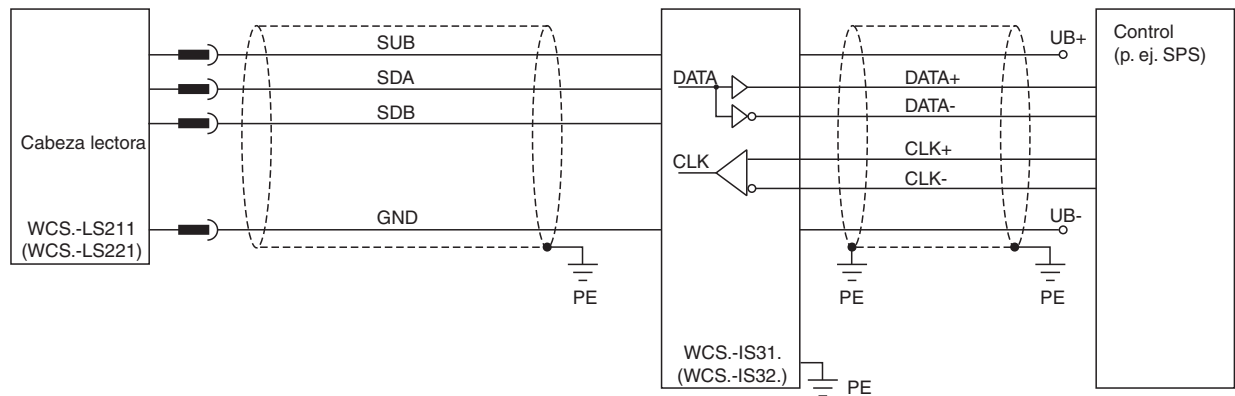 Cabeza lectora
WCS.-LS211
(WCS.-LS221)
SUB
SDA
SDB
GND
PE
DATA
CLK
WCS.-IS31.
(WCS.-IS32.)
PE
UB+
DATA+
DATA-
CLK+
CLK-
UB-
PE
PE
Control
(p. ej. SPS)